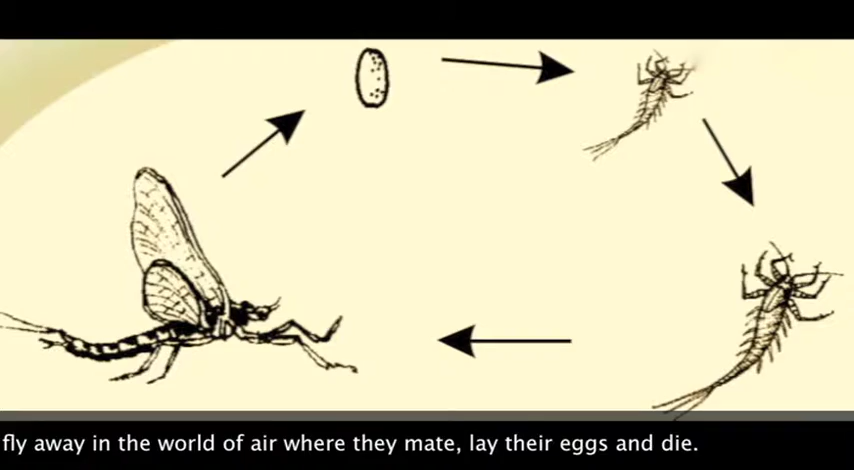 fly away in the world of air where they mate, lay their eggs and die.